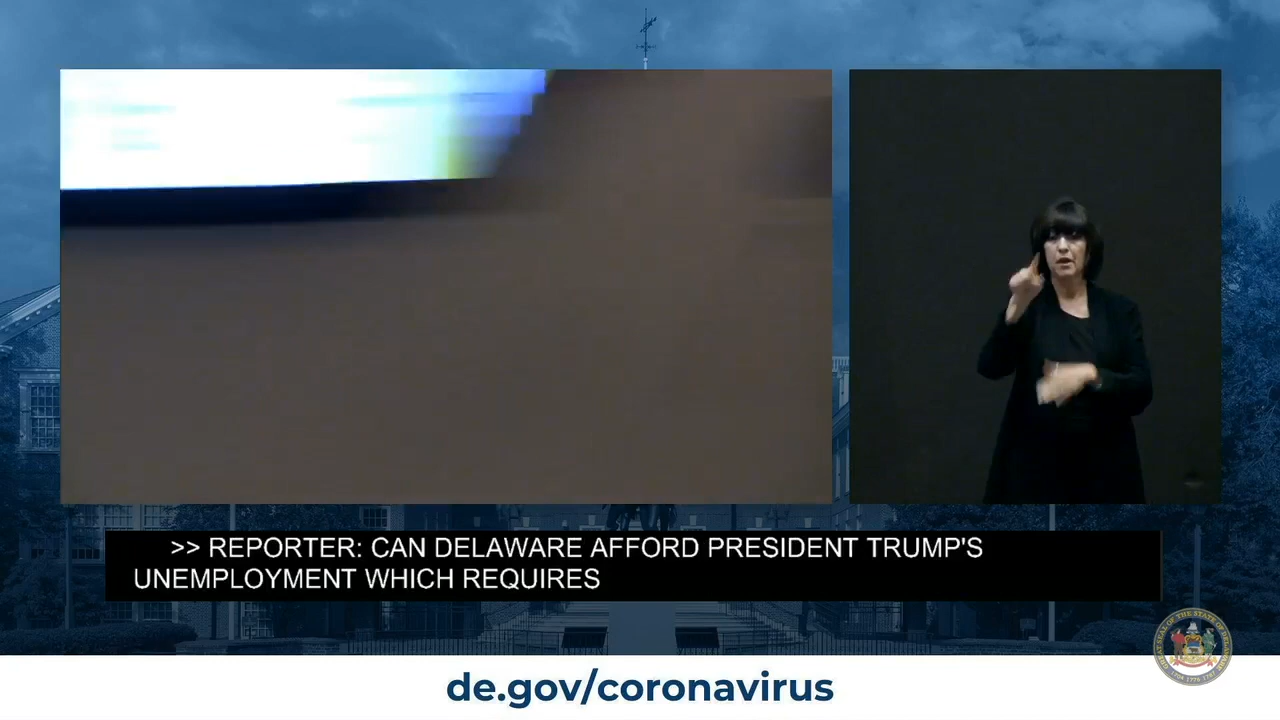 >> REPORTER: CAN DELAWARE AFFORD PRESIDENT TRUMP'S
UNEMPLOYMENT WHICH REQUIRES
de.gov/coronavirus